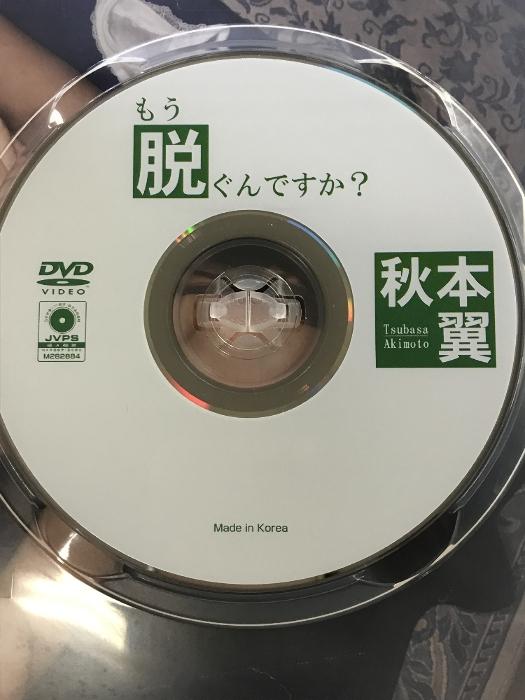 もう
脱ぐんですか?
DVD
VIDEO
JVPS
M262884
秋本
翼
Tsubasa
Akimoto
Made in Korea